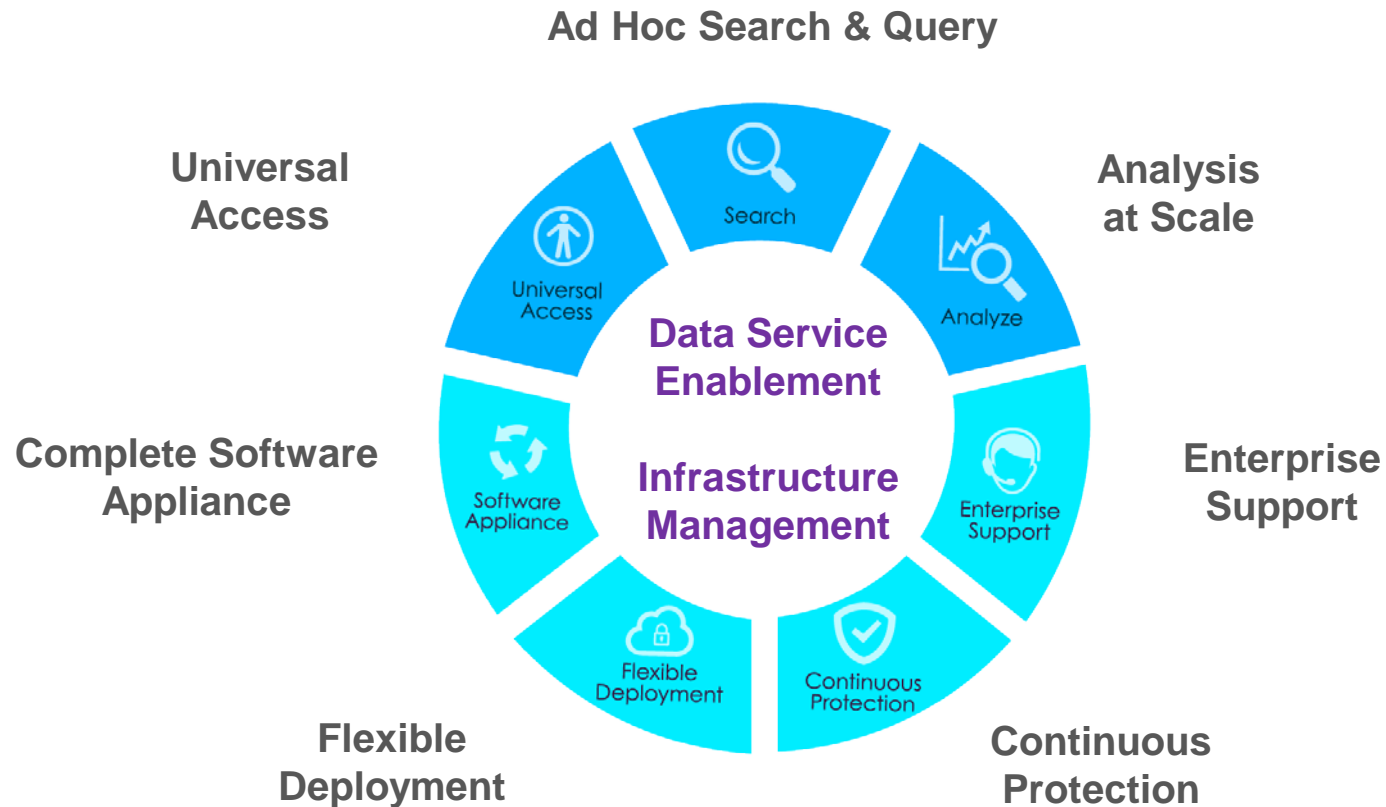 Ad Hoc Search & Query
Universal
Access
Analysis
at Scale
Search
Universal
Access
Analyze
Data Service
Enablement
Infrastructure
Management
Complete Software
Appliance
Software
Appliance
Enterprise
Support
Enterprise
Support
Flexible
Deployment
Continuous
Protection
Flexible
Deployment
Continuous
Protection